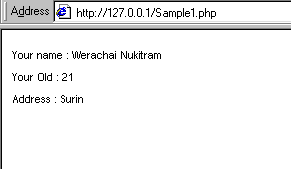 Address http://127.0.0.1/Sample1.php
Your name : Werachai Nukitram
Your Old : 21
Address : Surin